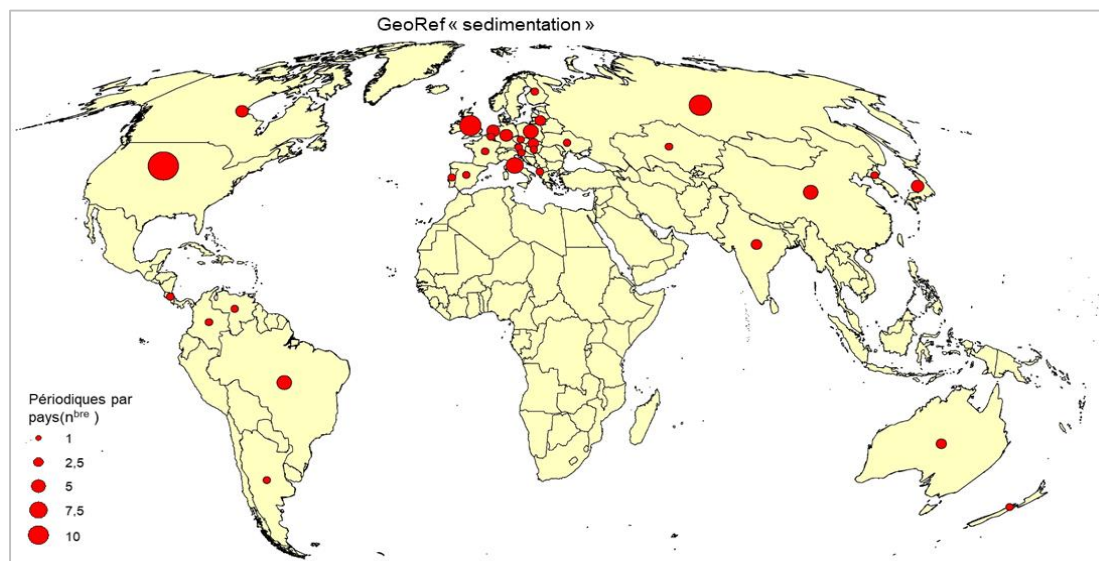 GeoRef « sedimentation »
Périodiques par
pays(nbre )
1
2,5
5
7,5
10